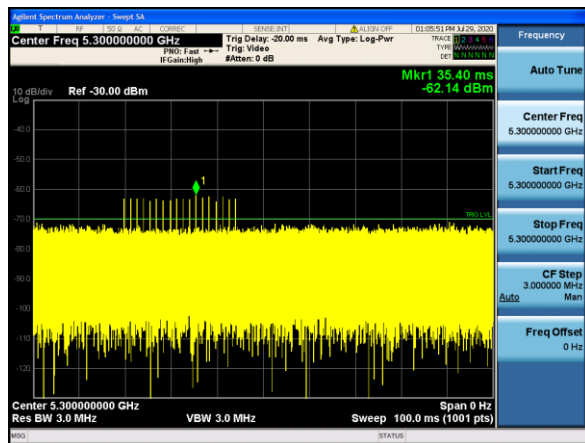 Agilent Spectrum Analyzer - Swept SA
RF 50 Ω AC CORREC SENSE:INT ALIGN OFF 01:05:51 PM Jul 29, 2020
Center Freq 5.300000000 GHz
PNO: Fast
IFGain:High
Trig Delay: -20.00 ms
Trig: Video
#Atten: 0 dB
Avg Type: Log-Pwr
TRACE 1 2 3 4 5 6
TYPE
DET N N N N N N
Mkr1 35.40 ms
-62.14 dBm
10 dB/div
Log
Ref -30.00 dBm
-40.0
-50.0
-60.0
-70.0
-80.0
-90.0
-100
-110
-120
1
TRIG LVL
Center 5.300000000 GHz
Span 0 Hz
Res BW 3.0 MHz
VBW 3.0 MHz
Sweep 100.0 ms (1001 pts)
MSG
STATUS
Frequency
Auto Tune
Center Freq
5.300000000 GHz
Start Freq
5.300000000 GHz
Stop Freq
5.300000000 GHz
CF Step
3.000000 MHz
Auto Man
Freq Offset
0 Hz